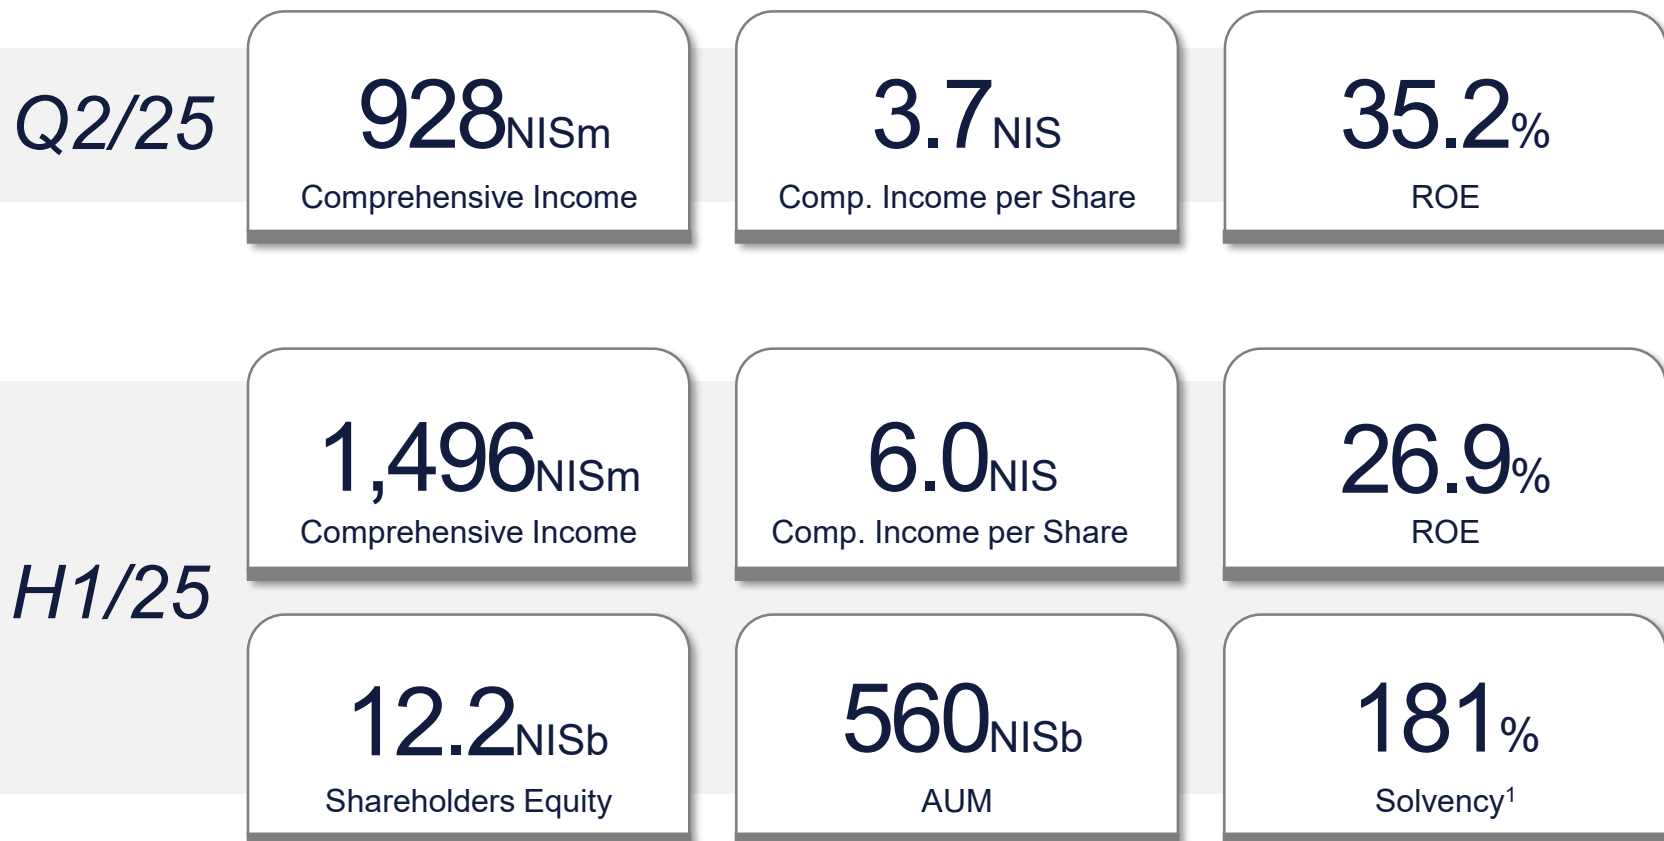 Q2/25
928NISm
Comprehensive Income
3.7NIS
Comp. Income per Share
35.2%
ROE
H1/25
1,496NISm
Comprehensive Income
6.0NIS
Comp. Income per Share
26.9%
ROE
12.2NISb
Shareholders Equity
560NISb
AUM
181%
Solvency¹